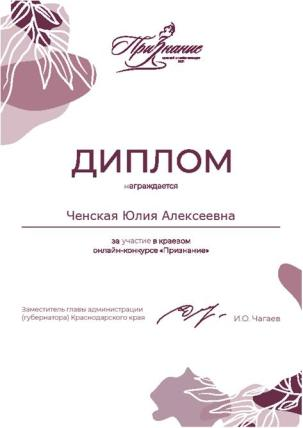 Признание
ДИПЛОМ
награждается
Ченская Юлия Алексеевна
за участие в краевом
онлайн-конкурсе «Признание»
Заместитель главы администрации
(губернатора) Краснодарского края
И.О. Чагаев